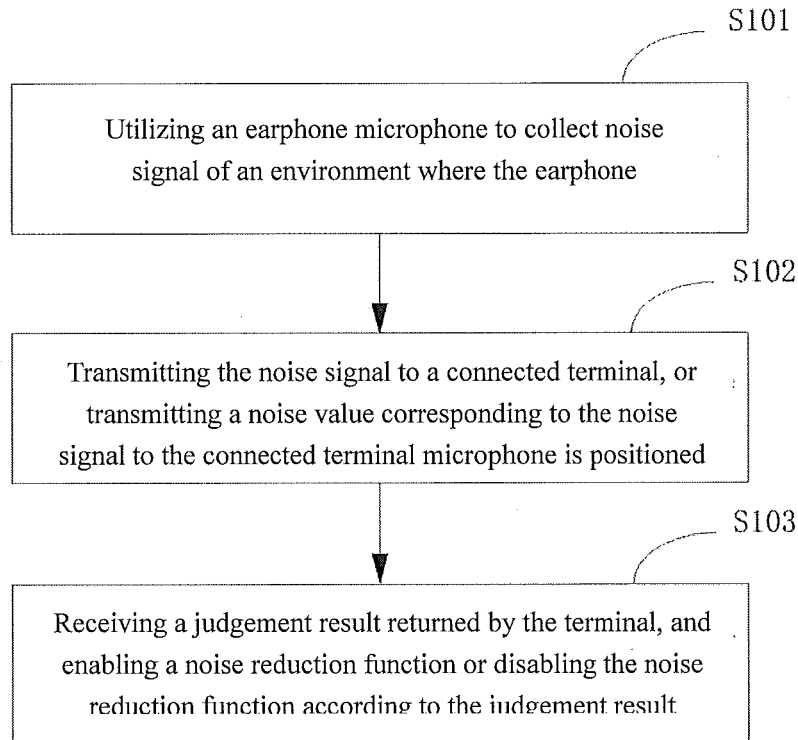 S101
Utilizing an earphone microphone to collect noise
signal of an environment where the earphone
S102
Transmitting the noise signal to a connected terminal, or
transmitting a noise value corresponding to the noise
signal to the connected terminal microphone is positioned
S103
Receiving a judgement result returned by the terminal, and
enabling a noise reduction function or disabling the noise
reduction function according to the judgement result